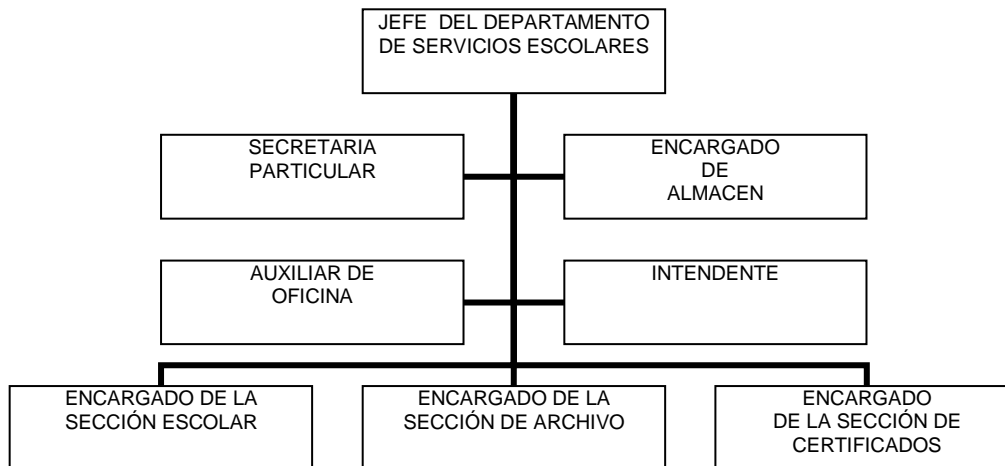 JEFE DEL DEPARTAMENTO
DE SERVICIOS ESCOLARES
SECRETARIA
PARTICULAR
ENCARGADO
DE
ALMACEN
AUXILIAR DE
OFICINA
INTENDENTE
ENCARGADO DE LA
SECCIÓN ESCOLAR
ENCARGADO DE LA
SECCIÓN DE ARCHIVO
ENCARGADO
DE LA SECCIÓN DE
CERTIFICADOS